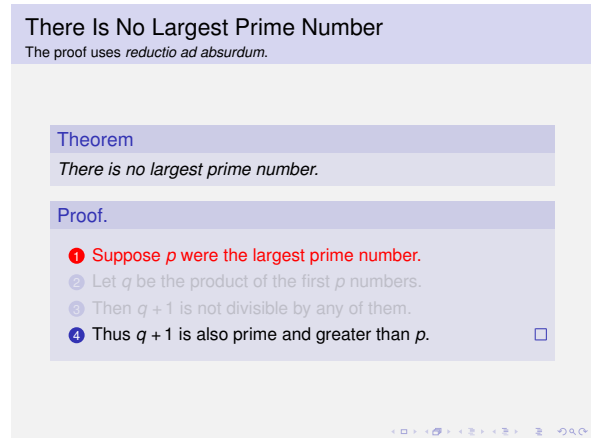 There Is No Largest Prime Number
The proof uses reductio ad absurdum.
Theorem
There is no largest prime number.
Proof.
1 Suppose p were the largest prime number.
2 Let q be the product of the first p numbers.
3 Then q + 1 is not divisible by any of them.
4 Thus q + 1 is also prime and greater than p.